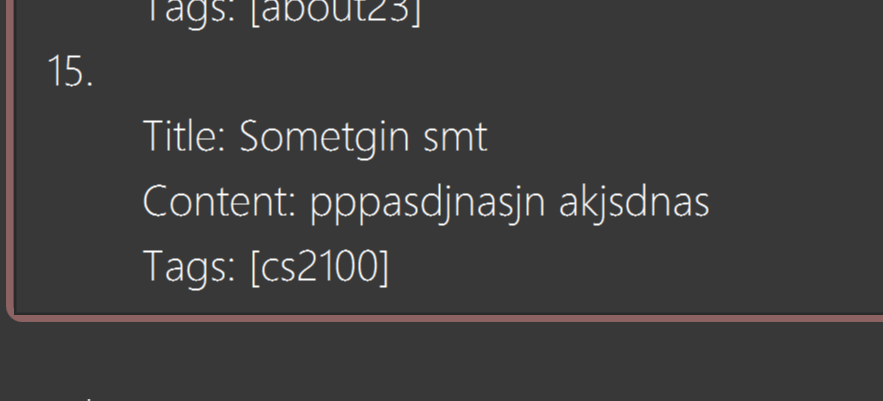 Tags: [about23]
15.
Title: Sometgin smt
Content: pppasdjnasjn akjsdnas
Tags: [cs2100]